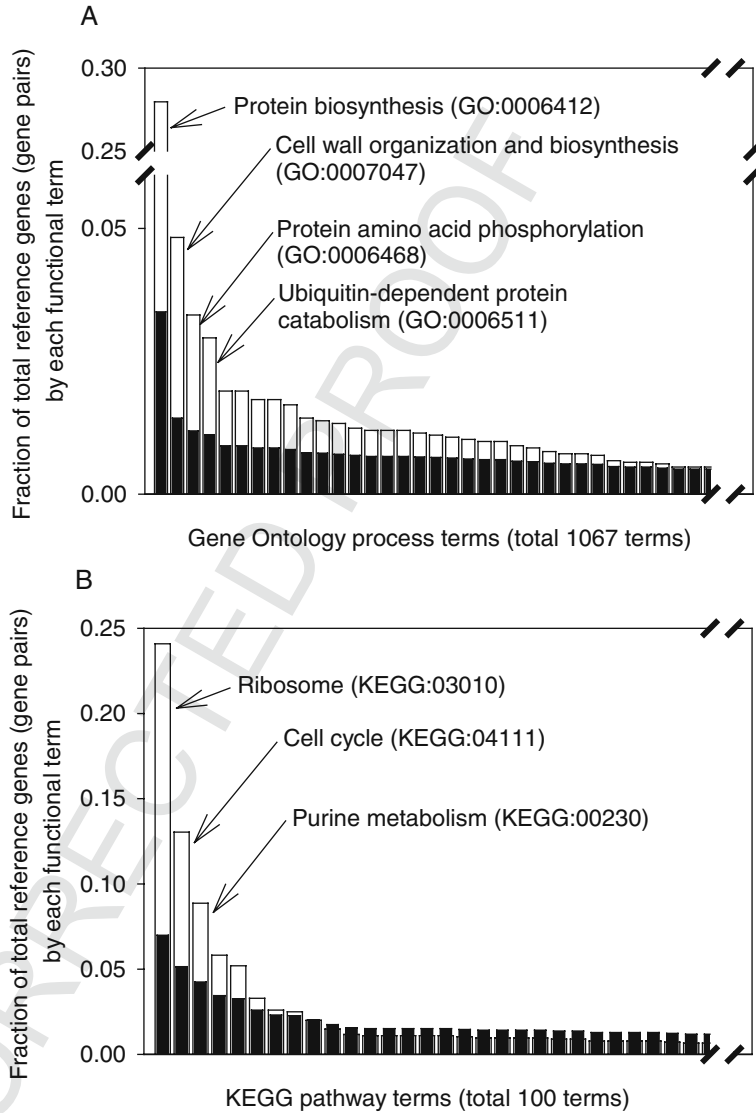 A
Fraction of total reference genes (gene pairs)
by each functional term
0.30
0.25
0.05
0.00
Protein biosynthesis (GO:0006412)
Cell wall organization and biosynthesis
(GO:0007047)
Protein amino acid phosphorylation
(GO:0006468)
Ubiquitin-dependent protein
catabolism (GO:0006511)
Gene Ontology process terms (total 1067 terms)
B
Fraction of total reference genes (gene pairs)
by each functional term
0.25
0.20
0.15
0.10
0.05
0.00
Ribosome (KEGG:03010)
Cell cycle (KEGG:04111)
Purine metabolism (KEGG:00230)
KEGG pathway terms (total 100 terms)
ORRECTED PROOF